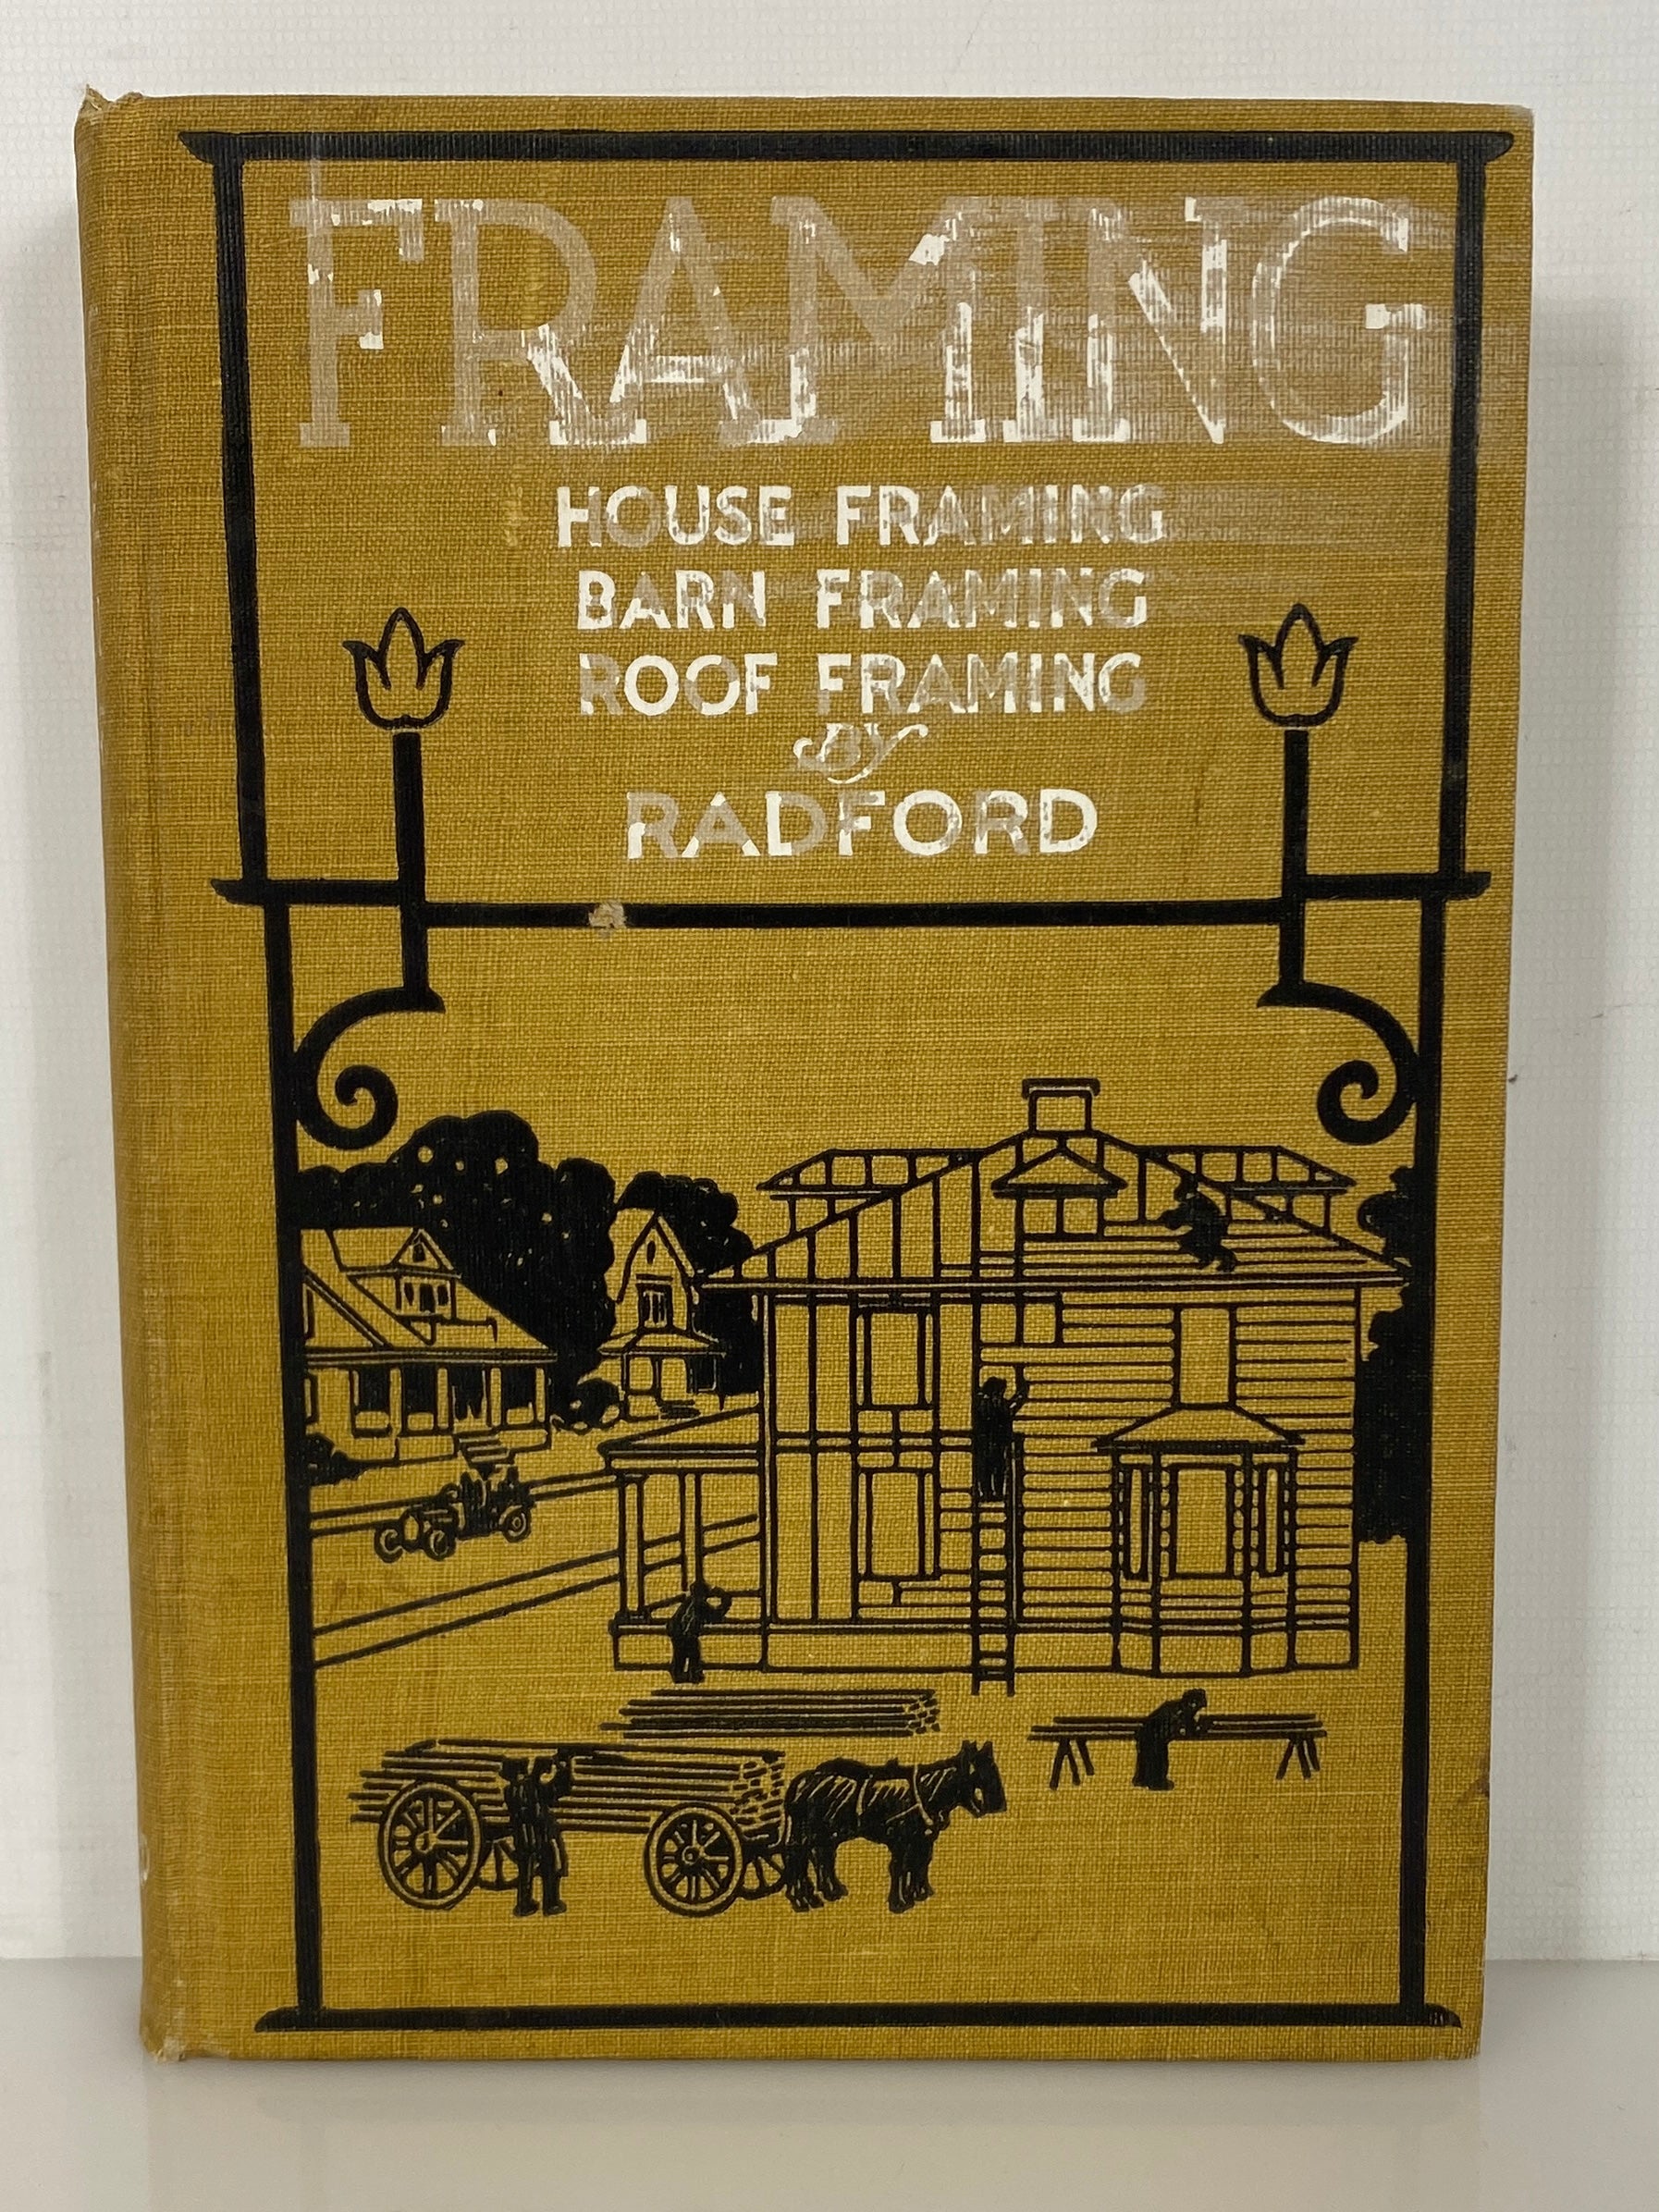 FRAMING
HOUSE FRAMING
BARN FRAMING
ROOF FRAMING
BY
RADFORD